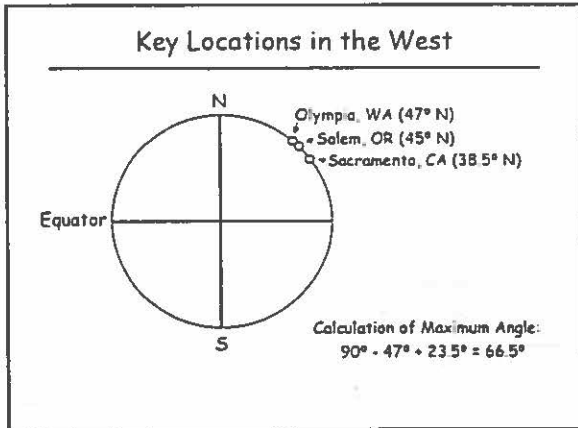 Key Locations in the West
N
Olympia, WA (47° N)
Salem, OR (45° N)
Sacramento, CA (38.5° N)
Equator
S
Calculation of Maximum Angle:
90° - 47° + 23.5° = 66.5°